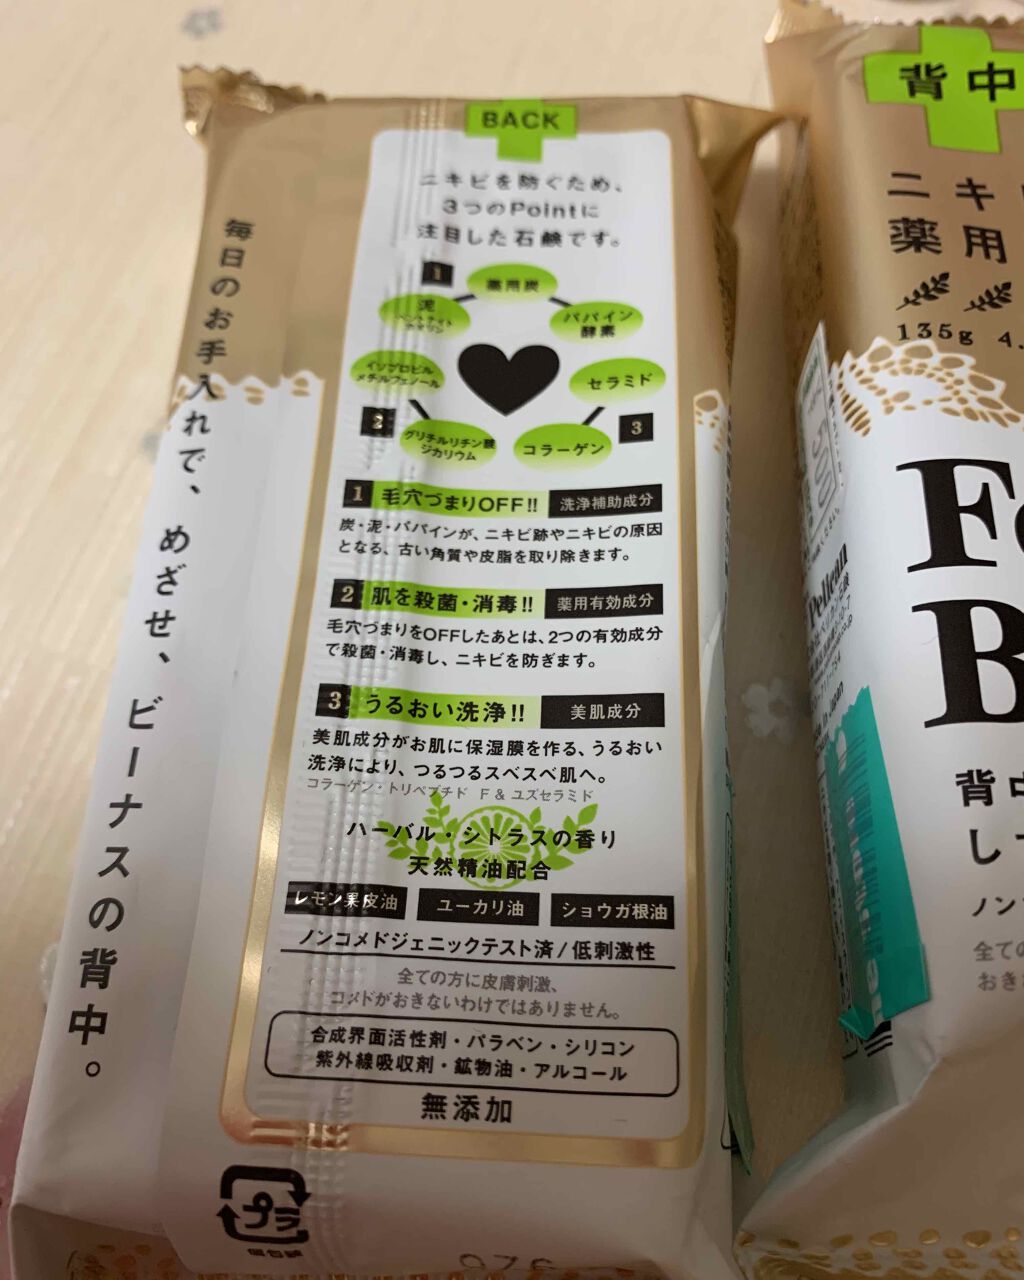 BACK
ニキビを防ぐため、
3つのPointに
注目した石鹸です。
1
薬用炭
泥
パパイン
酵素
イソプロピル
メチルフェノール
セラミド
2
グリチルリチン酸
ジカリウム
コラーゲン
3
1 毛穴づまりOFF!! 洗浄補助成分
炭・泥・パパインが、ニキビ跡やニキビの原因
となる、古い角質や皮脂を取り除きます。
2 肌を殺菌・消毒!! 薬用有効成分
毛穴づまりをOFFしたあとは、2つの有効成分
で殺菌・消毒し、ニキビを防ぎます。
3 うるおい洗浄!! 美肌成分
美肌成分がお肌に保湿膜を作る、うるおい
洗浄により、つるつるスベスベ肌へ。
コラーゲン・トリペプチド F & ユズセラミド
ハーバル・シトラスの香り
天然精油配合
レモン果皮油 ユーカリ油 ショウガ根油
ノンコメドジェニックテスト済/低刺激性
全ての方に皮膚刺激、
コメドがおきないわけではありません。
合成界面活性剤・パラベン・シリコン
紫外線吸収剤・鉱物油・アルコール
無添加
毎日のお手入れで、めざせ、ビーナスの背中。
プラ
個包装
076
背中
ニキ
薬用
135g 4.
Fo
B
背中
し
ノン
全ての
おき
Pelican